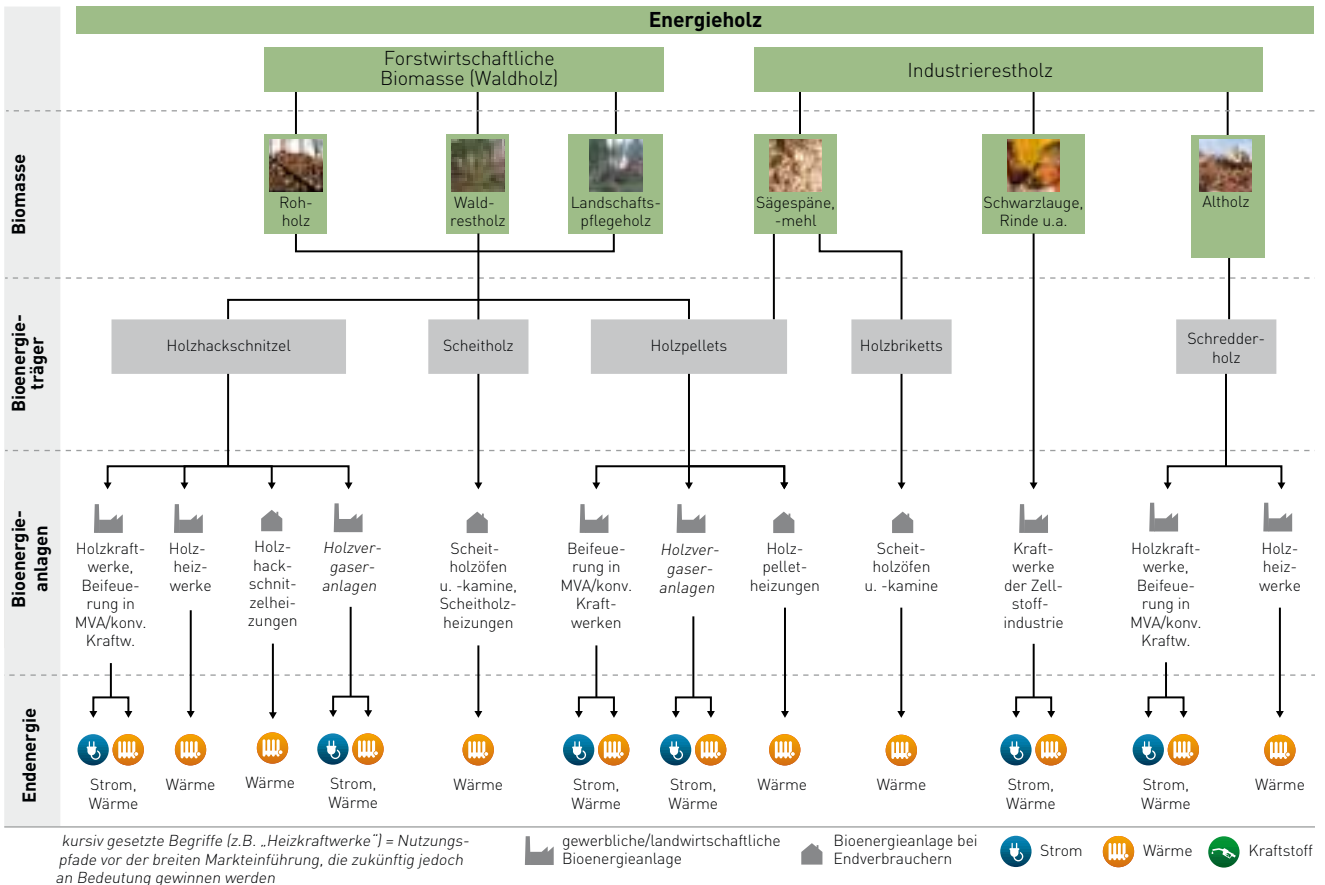 Energieholz
Forstwirtschaftliche
Biomasse (Waldholz)
Industrierestholz
Biomasse
Roh-
holz
Wald-
restholz
Landschafts-
pflegeholz
Sägespäne,
-mehl
Schwarzlauge,
Rinde u.a.
Altholz
Bioenergie-
träger
Holzhackschnitzel
Scheitholz
Holzpellets
Holzbriketts
Schredder-
holz
Bioenergie-
anlagen
Holzkraft-
werke,
Beifeue-
rung in
MVA/konv.
Kraftw.
Holz-
heiz-
werke
Holz-
hack-
schnit-
zelhei-
zungen
Holzver-
gaser-
anlagen
Scheit-
holzöfen
u. -kamine,
Scheitholz-
heizungen
Beifeue-
rung in
MVA/konv.
Kraft-
werken
Holzver-
gaser-
anlagen
Holz-
pellet-
heizungen
Scheit-
holzöfen
u. -kamine
Kraft-
werke
der Zell-
stoff-
industrie
Holzkraft-
werke,
Beifeue-
rung in
MVA/konv.
Kraftw.
Holz-
heiz-
werke
Endenergie
Strom,
Wärme
Wärme
Wärme
Strom,
Wärme
Wärme
Strom,
Wärme
Strom,
Wärme
Wärme
Wärme
Strom,
Wärme
Strom,
Wärme
Wärme
kursiv gesetzte Begriffe (z.B. „Heizkraftwerke“) = Nutzungs-
pfade vor der breiten Markteinführung, die zukünftig jedoch
an Bedeutung gewinnen werden
gewerbliche/landwirtschaftliche
Bioenergieanlage
Bioenergieanlage bei
Endverbrauchern
Strom
Wärme
Kraftstoff